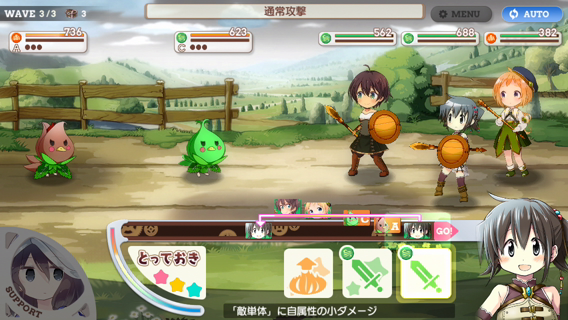 WAVE 3/3 3
通常攻撃
MENU
AUTO
736
A
623
C
562
688
382
C
A
GO!
とっておき
SUPPORT
「敵単体」に自属性の小ダメージ